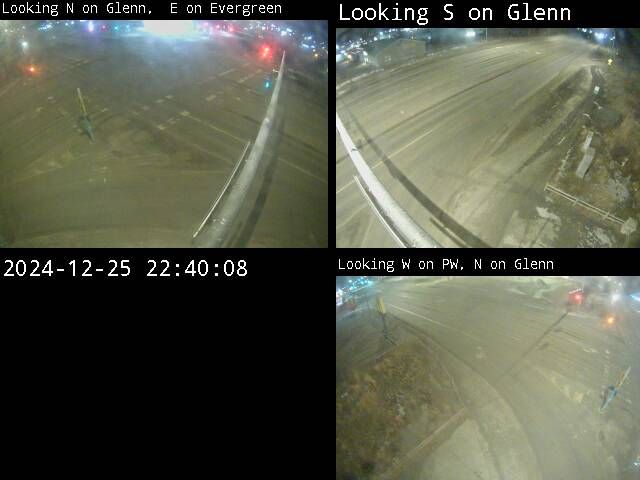 Looking N on Glenn, E on Evergreen
Looking S on Glenn
2024-12-25 22:40:08
Looking W on PW, N on Glenn